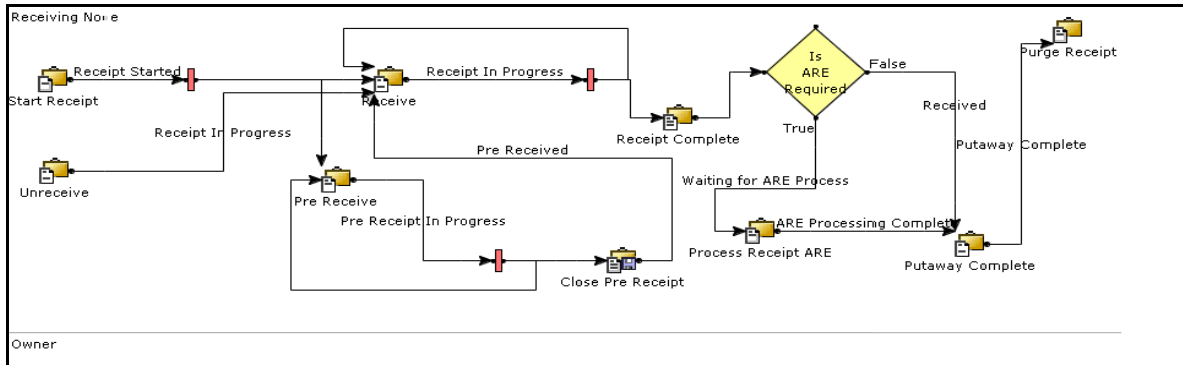 Receiving Node
Purge Receipt
Receipt Started
Start Receipt
Receive
Receipt In Progress
Receipt Complete
Is
ARE
Required
False
True
Received
Putaway Complete
Receipt In Progress
Unreceive
Pre Received
Pre Receive
Pre Receipt In Progress
Close Pre Receipt
Waiting for ARE Process
ARE Processing Complete
Process Receipt ARE
Putaway Complete
Owner